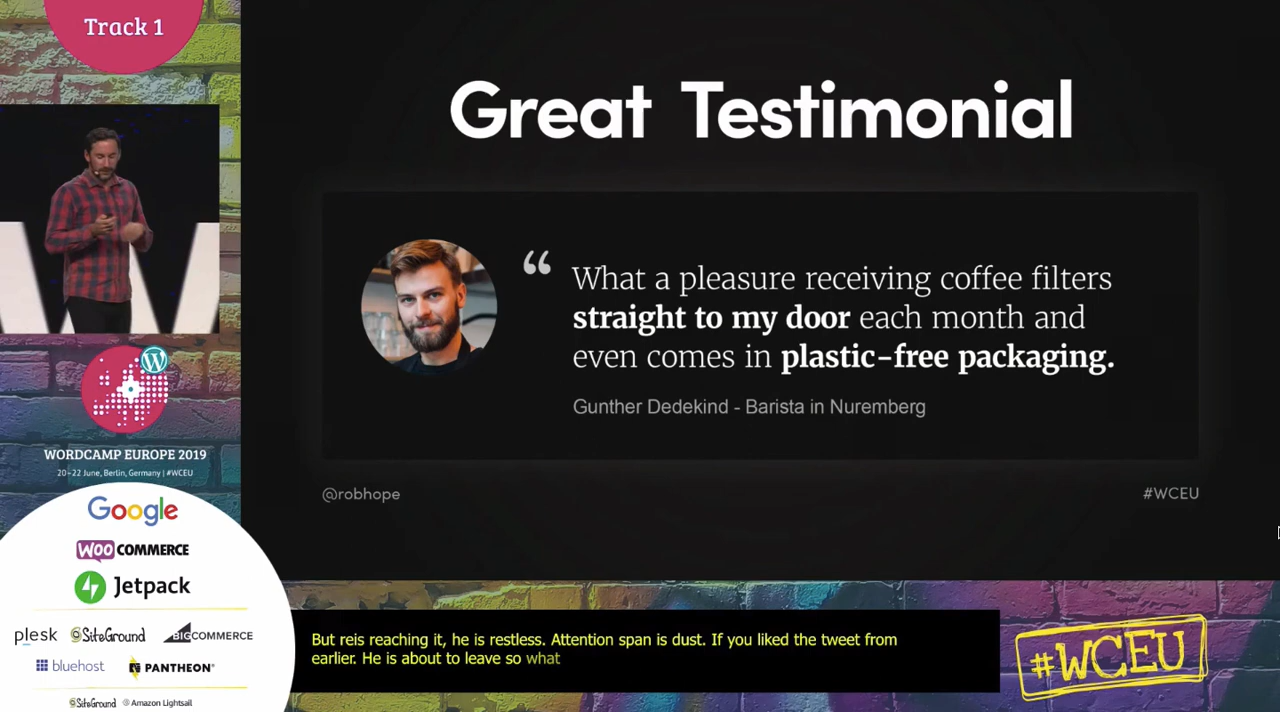 Track 1
Great Testimonial
“ What a pleasure receiving coffee filters
straight to my door each month and
even comes in plastic-free packaging.
Gunther Dedekind - Barista in Nuremberg
@robhope
#WCEU
WORDCAMP EUROPE 2019
20–22 June, Berlin, Germany | #WCEU
Google
WOO COMMERCE
Jetpack
plesk SiteGround BIGCOMMERCE
bluehost PANTHEON
SiteGround Amazon Lightsail
But reis reaching it, he is restless. Attention span is dust. If you liked the tweet from
earlier. He is about to leave so what
#WCEU